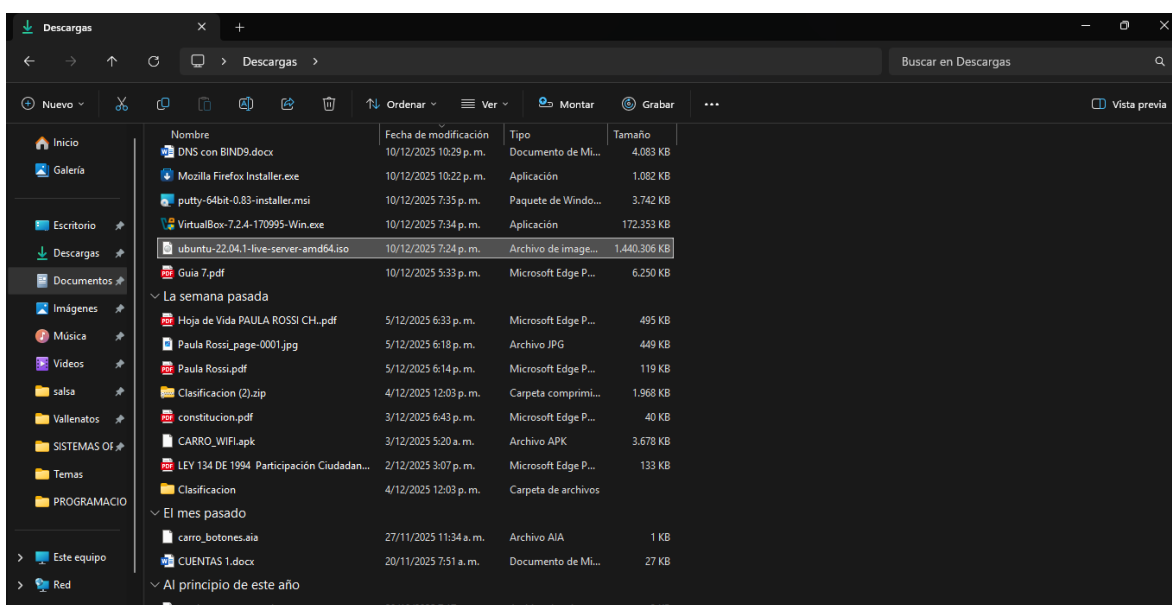 Descargas
Descargas
Buscar en Descargas
Nuevo Ordenar Ver Montar Grabar Vista previa
Inicio
Galería
Escritorio
Descargas
Documentos
Imágenes
Música
Videos
salsa
Vallenatos
SISTEMAS OF
Temas
PROGRAMACIO
Este equipo
Red
Nombre Fecha de modificación Tipo Tamaño
DNS con BIND9.docx 10/12/2025 10:29 p. m. Documento de Mi... 4.083 KB
Mozilla Firefox Installer.exe 10/12/2025 10:22 p. m. Aplicación 1.082 KB
putty-64bit-0.83-installer.msi 10/12/2025 7:35 p. m. Paquete de Windo... 3.742 KB
VirtualBox-7.2.4-170995-Win.exe 10/12/2025 7:34 p. m. Aplicación 172.353 KB
ubuntu-22.04.1-live-server-amd64.iso 10/12/2025 7:24 p. m. Archivo de image... 1.440.306 KB
Guia 7.pdf 10/12/2025 5:33 p. m. Microsoft Edge P... 6.250 KB
La semana pasada
Hoja de Vida PAULA ROSSI CH..pdf 5/12/2025 6:33 p. m. Microsoft Edge P... 495 KB
Paula Rossi_page-0001.jpg 5/12/2025 6:18 p. m. Archivo JPG 449 KB
Paula Rossi.pdf 5/12/2025 6:14 p. m. Microsoft Edge P... 119 KB
Clasificacion (2).zip 4/12/2025 12:03 p. m. Carpeta comprimi... 1.968 KB
constitucion.pdf 3/12/2025 6:43 p. m. Microsoft Edge P... 40 KB
CARRO_WIFI.apk 3/12/2025 5:20 a. m. Archivo APK 3.678 KB
LEY 134 DE 1994 Participación Ciudadan... 2/12/2025 3:07 p. m. Microsoft Edge P... 133 KB
Clasificacion 4/12/2025 12:03 p. m. Carpeta de archivos
El mes pasado
carro_botones.aia 27/11/2025 11:34 a. m. Archivo AIA 1 KB
CUENTAS 1.docx 20/11/2025 7:51 a. m. Documento de Mi... 27 KB
Al principio de este año